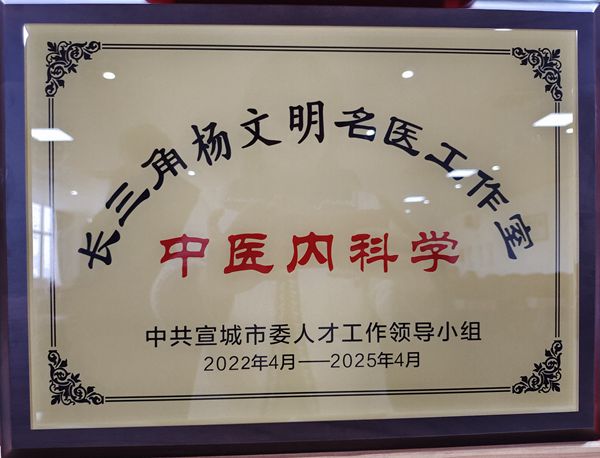 长三角杨文明名医工作室
中医内科学
中共宣城市委人才工作领导小组
2022年4月——2025年4月